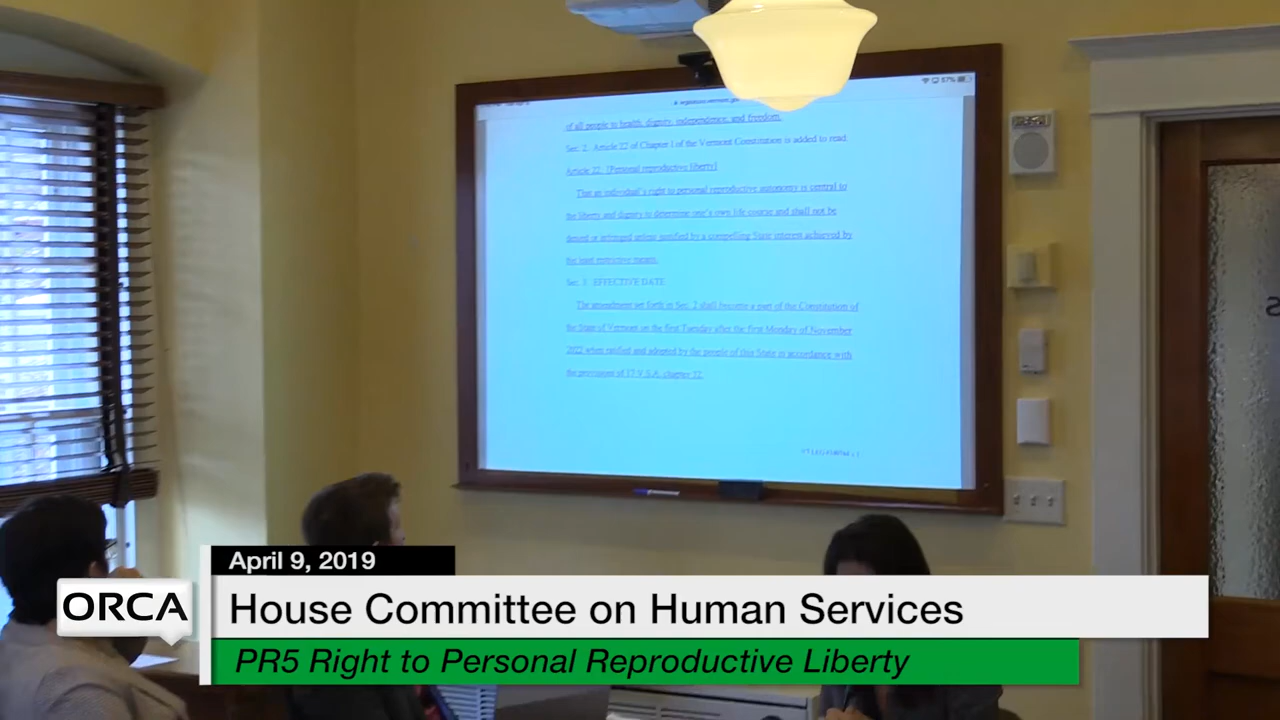 57%
of all people to health, dignity, independence, and freedom.
Sec. 2. Article 22 of Chapter I of the Vermont Constitution is added to read:
Article 22. [Personal reproductive liberty]
That an individual's right to personal reproductive autonomy is central to
the liberty and dignity to determine one's own life course and shall not be
denied or infringed unless justified by a compelling State interest achieved by
the least restrictive means.
Sec. 3. EFFECTIVE DATE
The amendment set forth in Sec. 2 shall become a part of the Constitution of
the State of Vermont on the first Tuesday after the first Monday of November
2022 when ratified and adopted by the people of this State in accordance with
the provisions of 17 V.S.A. chapter 32.
April 9, 2019
ORCA
House Committee on Human Services
PR5 Right to Personal Reproductive Liberty